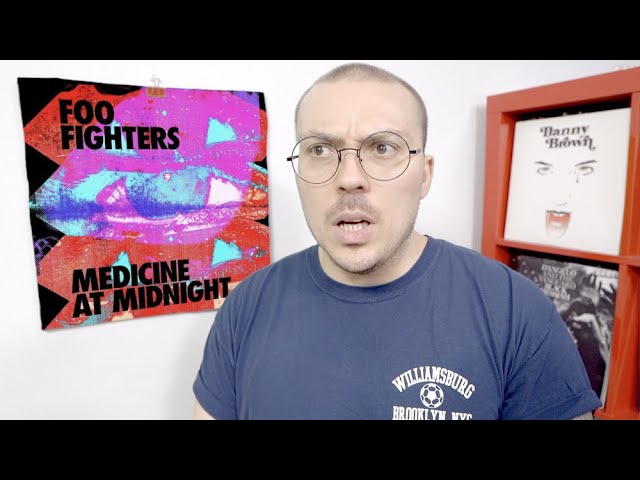 FOO
FIGHTERS
MEDICINE
AT MIDNIGHT
Danny
Brown
WILLIAMSBURG
BROOKLYN, NYC